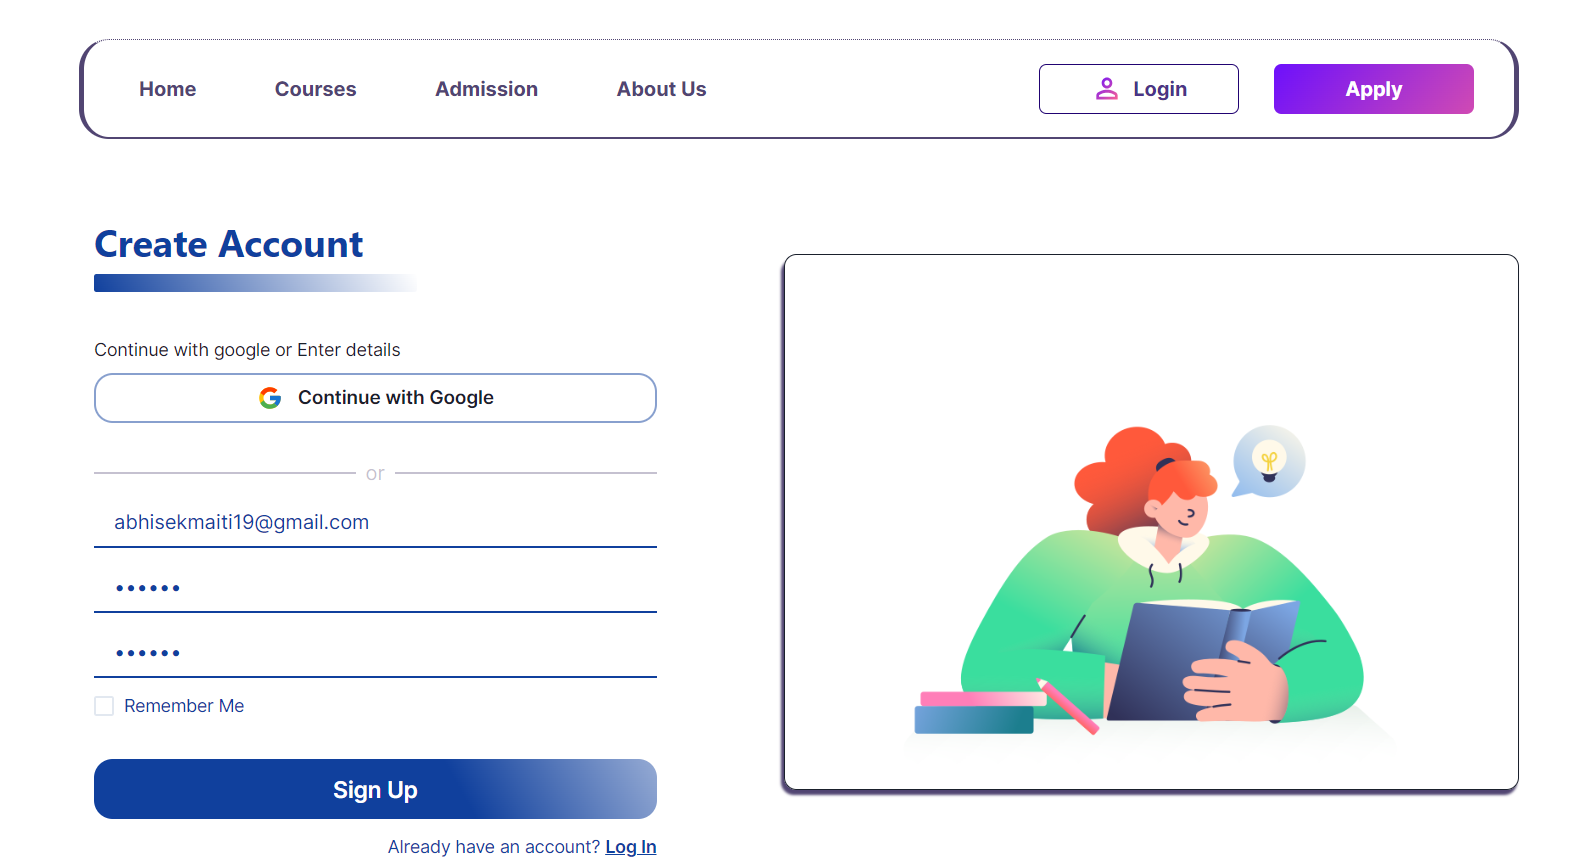 Home Courses Admission About Us Login Apply
Create Account
Continue with google or Enter details
Continue with Google
or
abhisekmaiti19@gmail.com
••••••
••••••
Remember Me
Sign Up
Already have an account? Log In